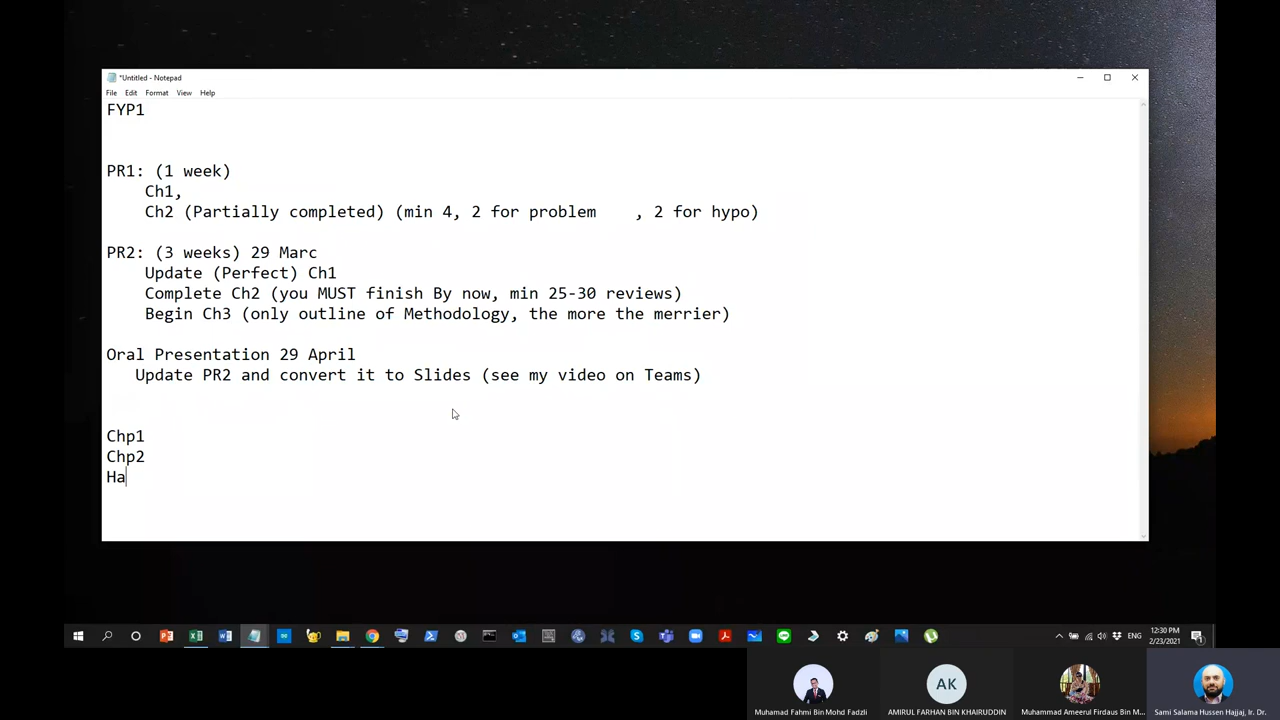 *Untitled - Notepad
File Edit Format View Help
FYP1
PR1: (1 week)
Ch1,
Ch2 (Partially completed) (min 4, 2 for problem , 2 for hypo)
PR2: (3 weeks) 29 Marc
Update (Perfect) Ch1
Complete Ch2 (you MUST finish By now, min 25-30 reviews)
Begin Ch3 (only outline of Methodology, the more the merrier)
Oral Presentation 29 April
Update PR2 and convert it to Slides (see my video on Teams)
Chp1
Chp2
Ha
ENG
12:30 PM
2/23/2021
AK
Muhamad Fahmi Bin Mohd Fadzli
AMIRUL FARHAN BIN KHAIRUDDIN
Muhammad Ameerul Firdaus Bin M...
Sami Salama Hussen Hajjaj, Ir. Dr.